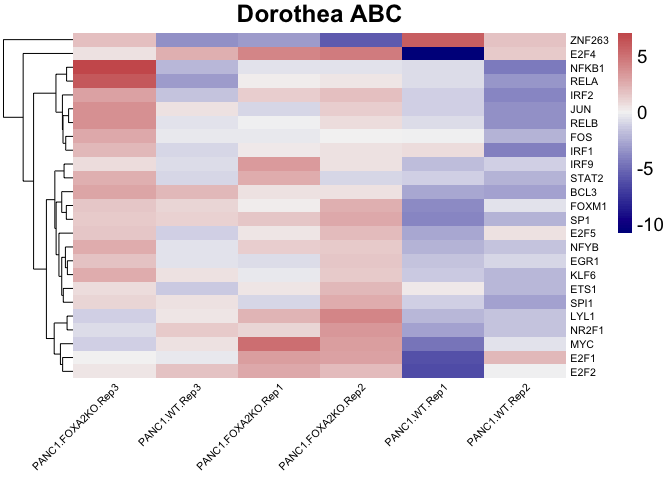 Dorothea ABC
ZNF263
E2F4
NFKB1
RELA
IRF2
JUN
RELB
FOS
IRF1
IRF9
STAT2
BCL3
FOXM1
SP1
E2F5
NFYB
EGR1
KLF6
ETS1
SPI1
LYL1
NR2F1
MYC
E2F1
E2F2
5
0
-5
-10
PANC1.FOXA2KO.Rep3
PANC1.WT.Rep3
PANC1.FOXA2KO.Rep1
PANC1.FOXA2KO.Rep2
PANC1.WT.Rep1
PANC1.WT.Rep2